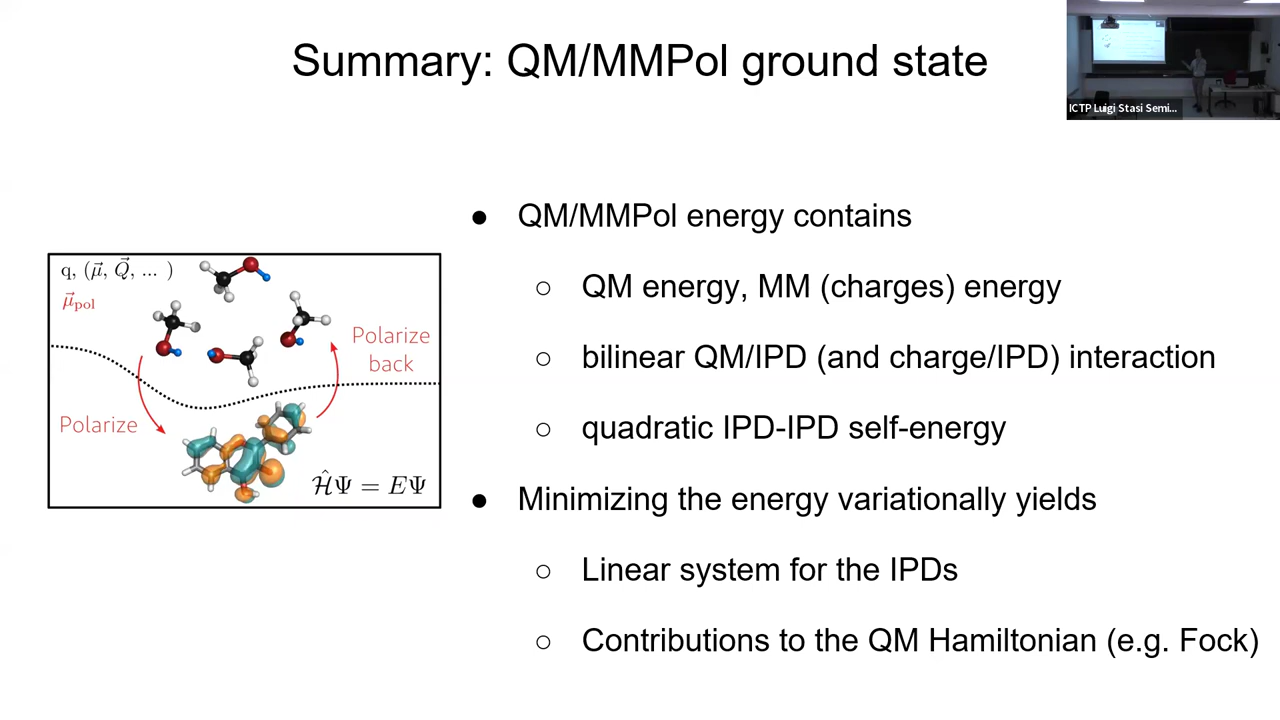 Summary: QM/MMPol ground state
ICTP Luigi Stasi Semi...
● QM/MMPol energy contains
○ QM energy, MM (charges) energy
○ bilinear QM/IPD (and charge/IPD) interaction
○ quadratic IPD-IPD self-energy
● Minimizing the energy variationally yields
○ Linear system for the IPDs
○ Contributions to the QM Hamiltonian (e.g. Fock)
q, (μ⃗, Q⃗, ... )
μ⃗pol
Polarize
back
Polarize
ĤΨ = EΨ